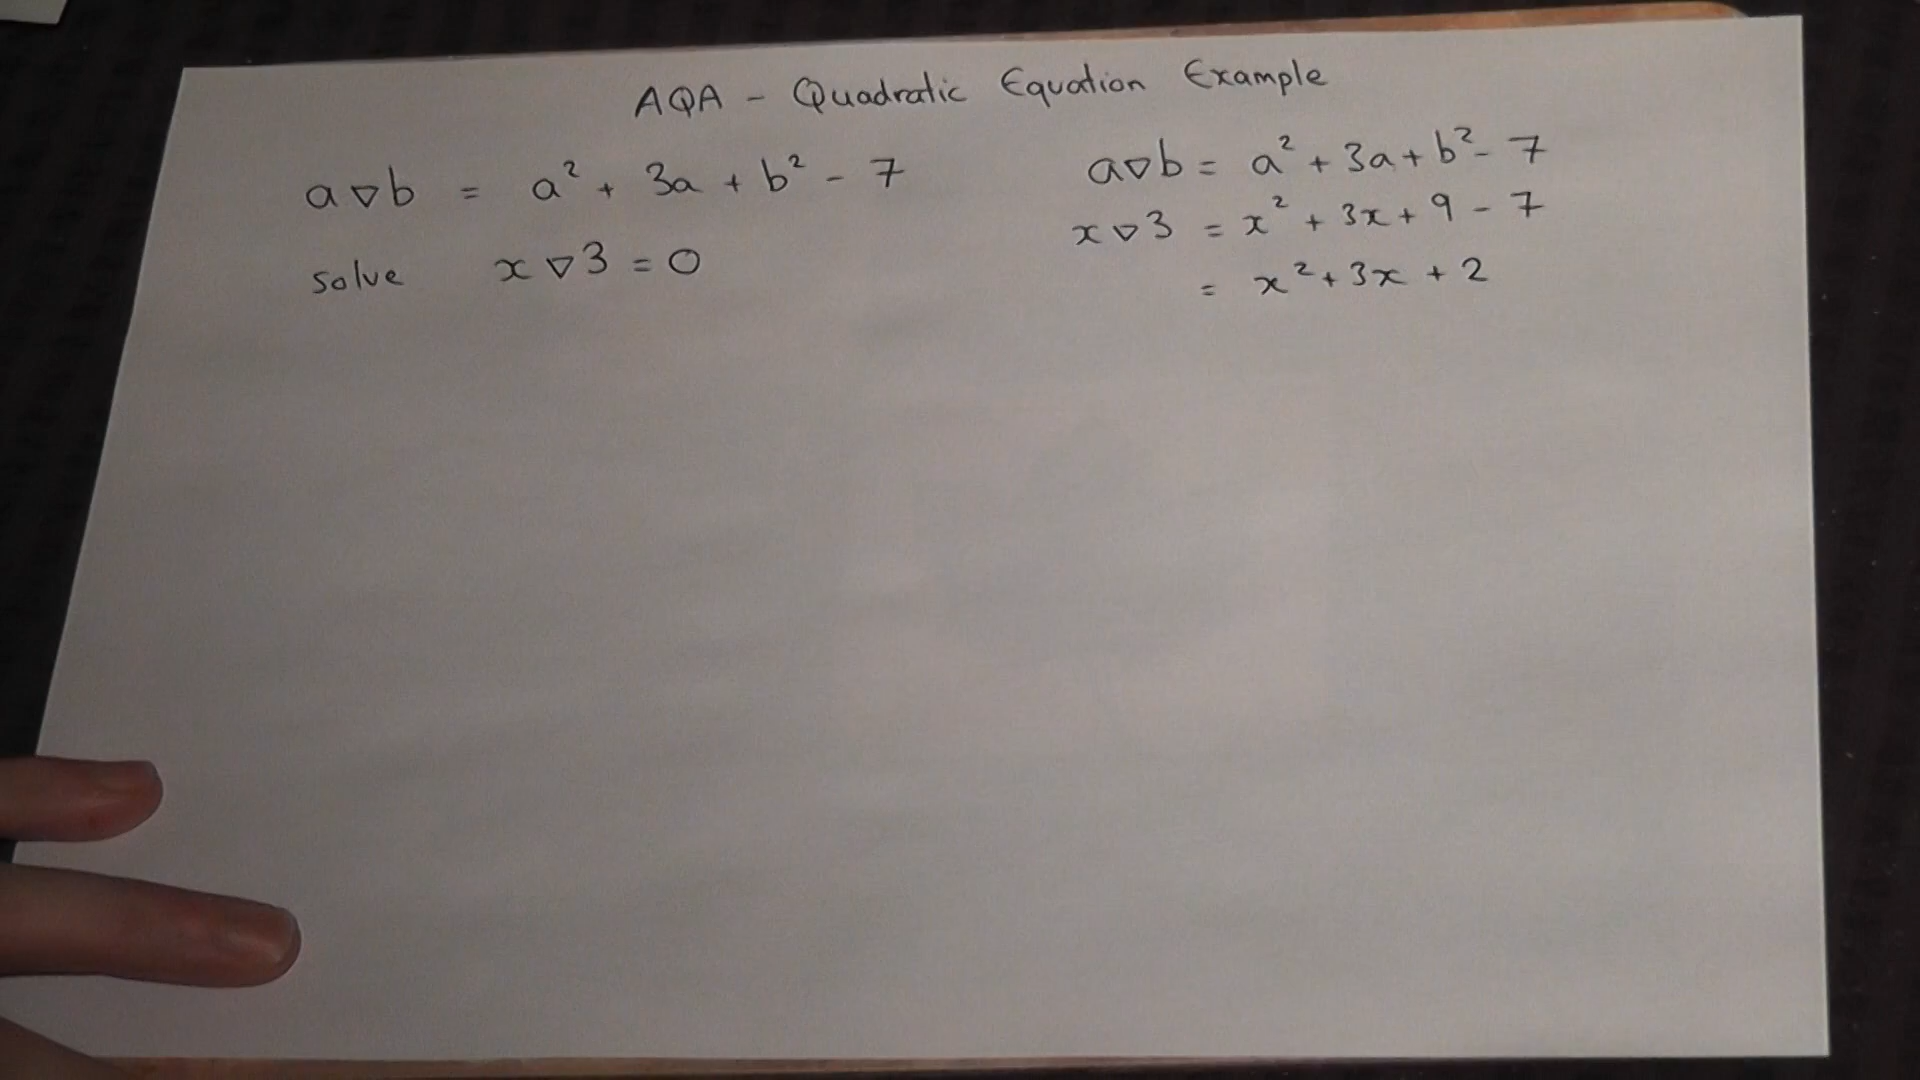 AQA - Quadratic Equation Example
a▽b = a² + 3a + b² - 7
solve x▽3 = 0
a▽b = a² + 3a + b² - 7
x▽3 = x² + 3x + 9 - 7
= x² + 3x + 2